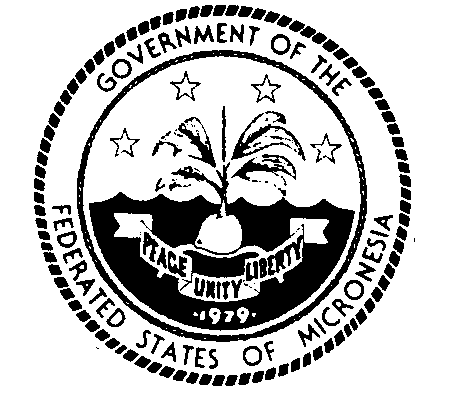 GOVERNMENT OF THE
FEDERATED STATES OF MICRONESIA
PEACE UNITY LIBERTY
·1979·